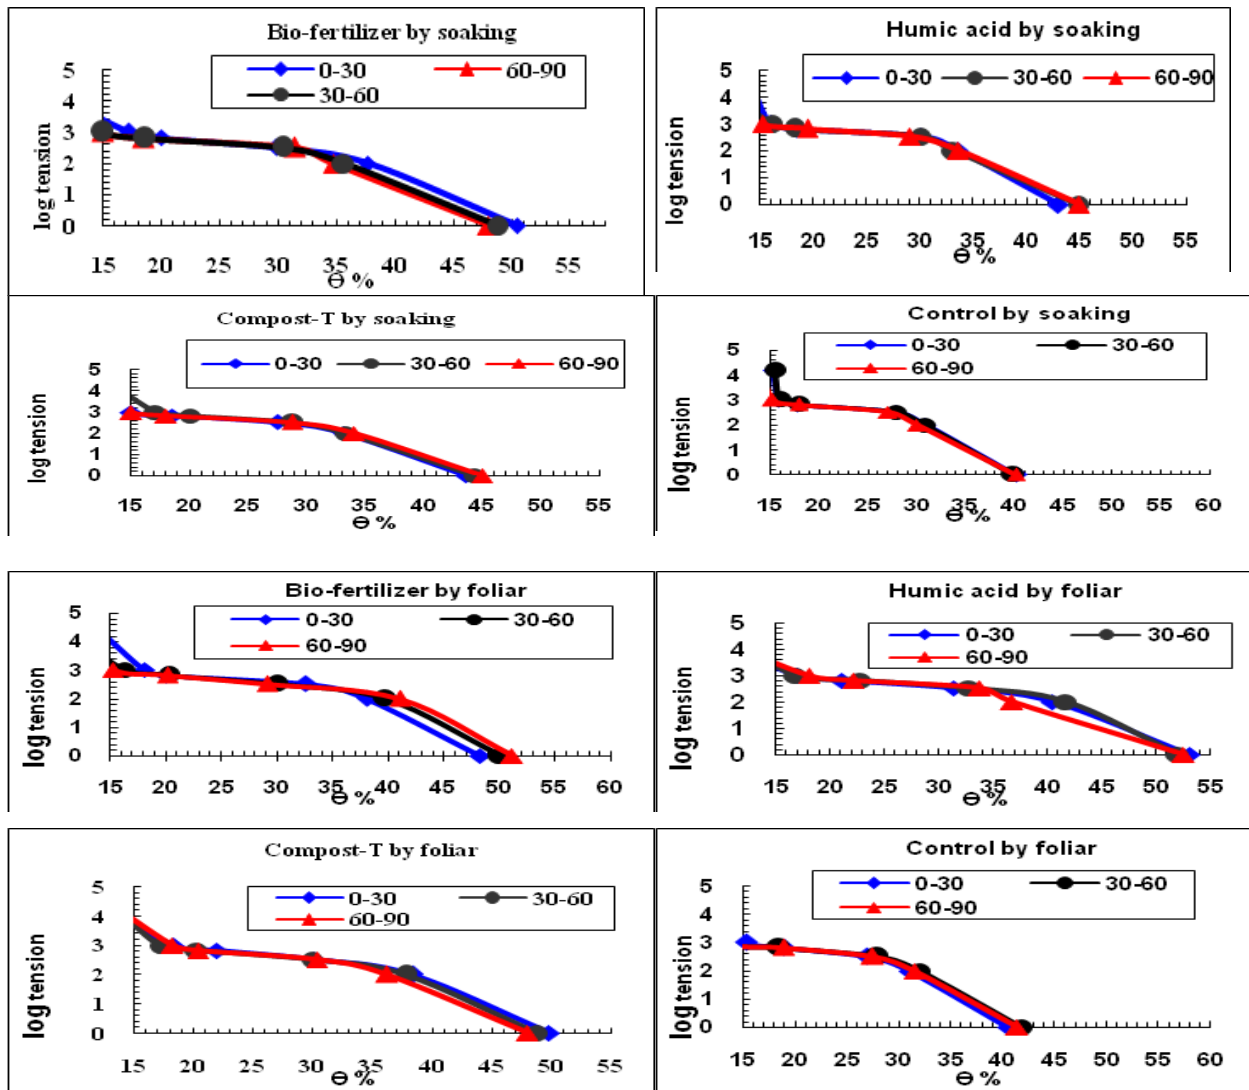 Bio-fertilizer by soaking
0-30 60-90
30-60
5
4
3
2
1
0
log tension
15 20 25 30 35 40 45 50 55
Ɵ %
Humic acid by soaking
0-30 30-60 60-90
5
4
3
2
1
0
log tension
15 20 25 30 35 40 45 50 55
Ɵ %
Compost-T by soaking
0-30 30-60 60-90
5
4
3
2
1
0
log tension
15 20 25 30 35 40 45 50 55
Ɵ %
Control by soaking
0-30 30-60
60-90
5
4
3
2
1
0
log tension
15 20 25 30 35 40 45 50 55 60
Ɵ %
Bio-fertilizer by foliar
0-30 30-60
60-90
5
4
3
2
1
0
log tension
15 20 25 30 35 40 45 50 55 60
Ɵ %
Humic acid by foliar
0-30 30-60
60-90
5
4
3
2
1
0
log tension
15 20 25 30 35 40 45 50 55
Ɵ %
Compost-T by foliar
0-30 30-60
60-90
5
4
3
2
1
0
log tension
15 20 25 30 35 40 45 50 55
Ɵ %
Control by foliar
0-30 30-60
60-90
5
4
3
2
1
0
log tension
15 20 25 30 35 40 45 50 55 60
Ɵ %